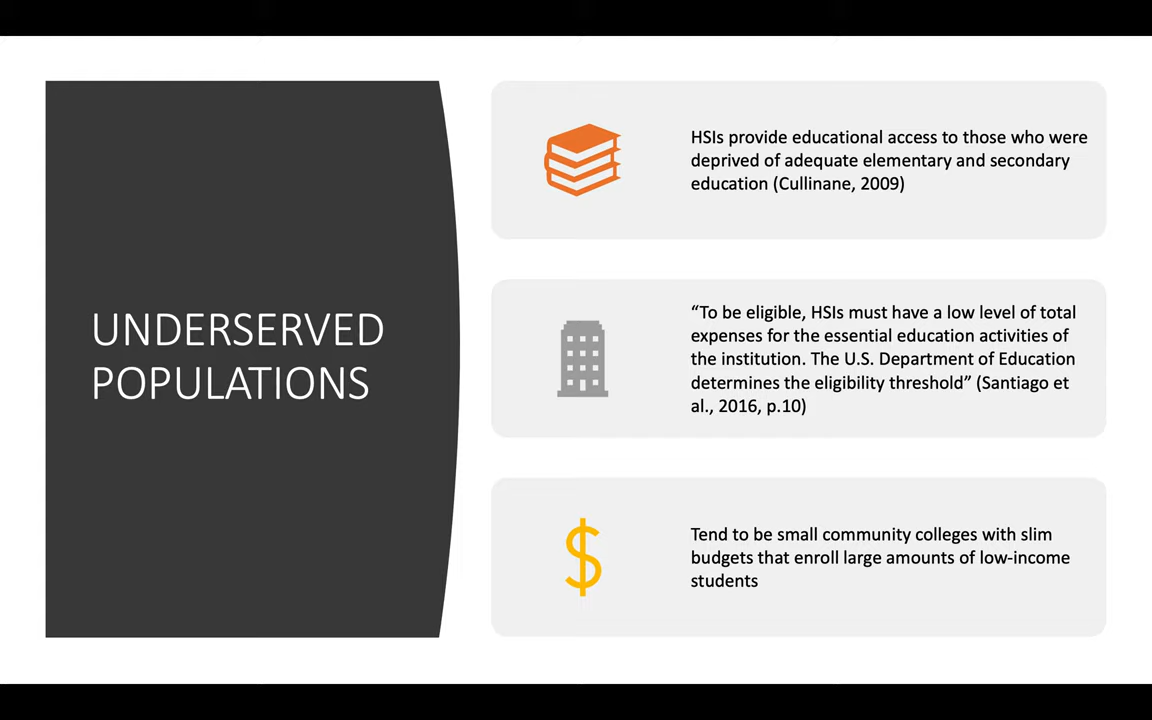 UNDERSERVED
POPULATIONS
HSIs provide educational access to those who were
deprived of adequate elementary and secondary
education (Cullinane, 2009)
“To be eligible, HSIs must have a low level of total
expenses for the essential education activities of
the institution. The U.S. Department of Education
determines the eligibility threshold” (Santiago et
al., 2016, p.10)
Tend to be small community colleges with slim
budgets that enroll large amounts of low-income
students